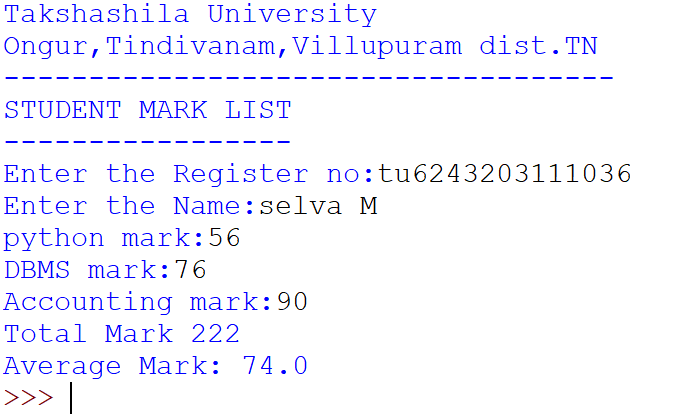 Takshashila University
Ongur,Tindivanam,Villupuram dist.TN
------------------------------------
STUDENT MARK LIST
-----------------
Enter the Register no:tu6243203111036
Enter the Name:selva M
python mark:56
DBMS mark:76
Accounting mark:90
Total Mark 222
Average Mark: 74.0
>>>